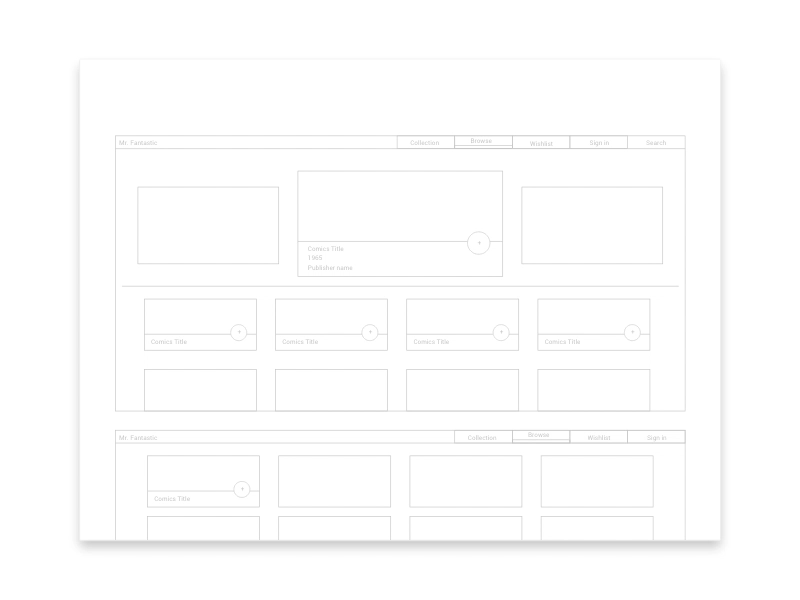 Mr. Fantastic Collection Browse Wishlist Sign in Search
Comics Title
1965
Publisher name
+
Comics Title + Comics Title + Comics Title + Comics Title +
Mr. Fantastic Collection Browse Wishlist Sign in
Comics Title +